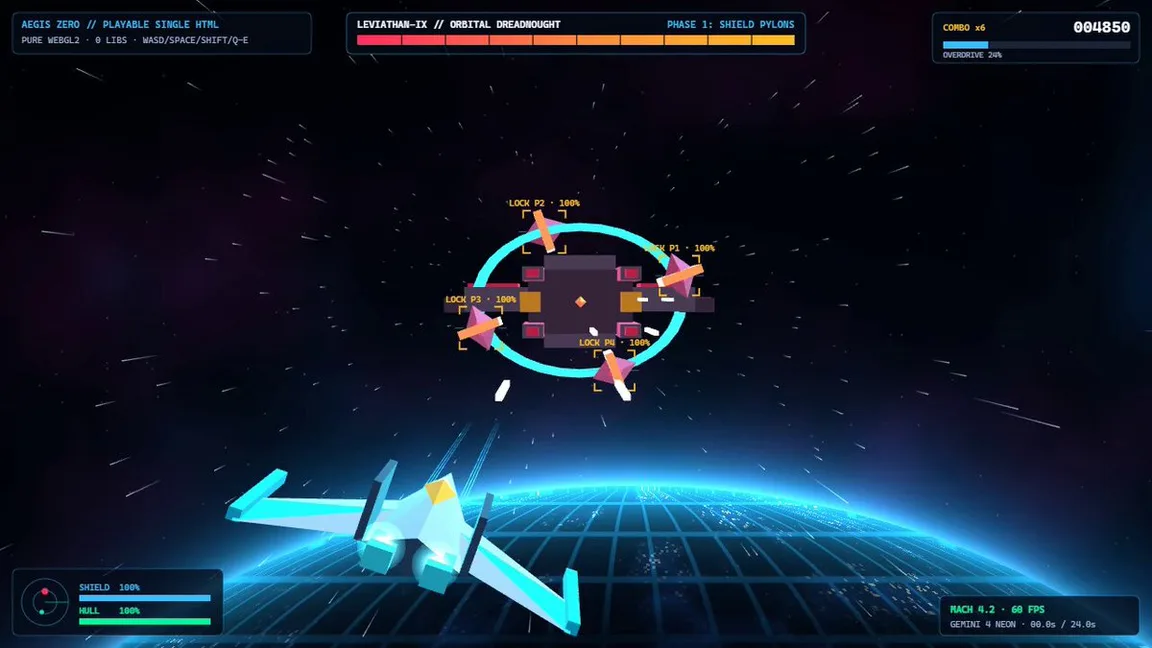 AEGIS ZERO // PLAYABLE SINGLE HTML
PURE WEBGL2 · 0 LIBS · WASD/SPACE/SHIFT/Q-E
LEVIATHAN-IX // ORBITAL DREADNOUGHT
PHASE 1: SHIELD PYLONS
COMBO x6
004850
OVERDRIVE 24%
LOCK P2 · 100%
LOCK P1 · 100%
LOCK P3 · 100%
LOCK P4 · 100%
SHIELD 100%
HULL 100%
MACH 4.2 · 60 FPS
GEMINI 4 NEON · 00.0s / 24.0s